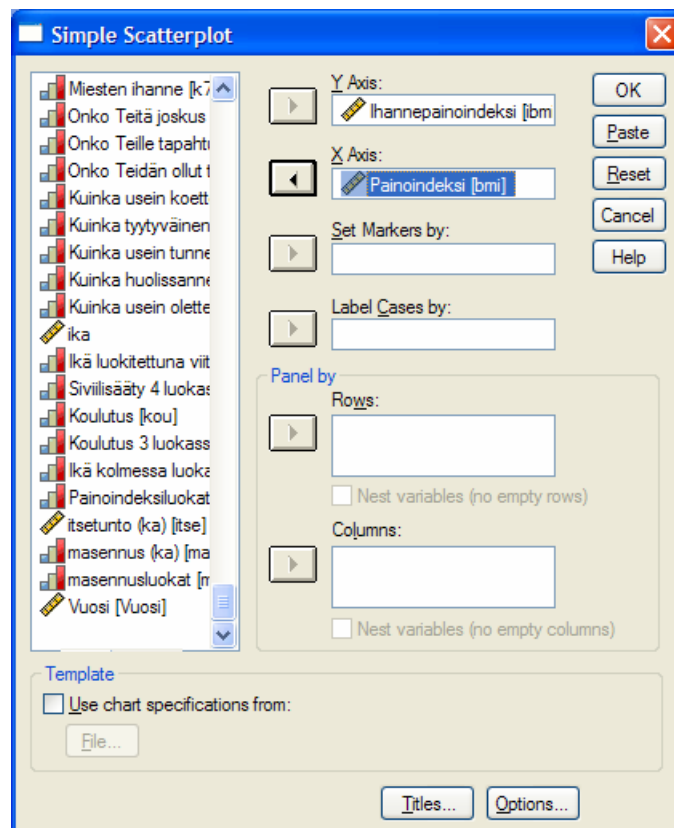 Simple Scatterplot
Miesten ihanne [k7
Onko Teitä joskus
Onko Teille tapahtu
Onko Teidän ollut t
Kuinka usein koett
Kuinka tyytyväinen
Kuinka usein tunne
Kuinka huolissanne
Kuinka usein olette
ika
Ikä luokitettuna viit
Siviilisääty 4 luokas
Koulutus [kou]
Koulutus 3 luokass
Ikä kolmessa luoka
Painoindeksiluokat
itsetunto (ka) [itse]
masennus (ka) [ma
masennusluokat [m
Vuosi [Vuosi]
Y Axis:
Ihannepainoindeksi [ibm
X Axis:
Painoindeksi [bmi]
Set Markers by:
Label Cases by:
Panel by
Rows:
Nest variables (no empty rows)
Columns:
Nest variables (no empty columns)
OK
Paste
Reset
Cancel
Help
Template
Use chart specifications from:
File...
Titles...
Options...